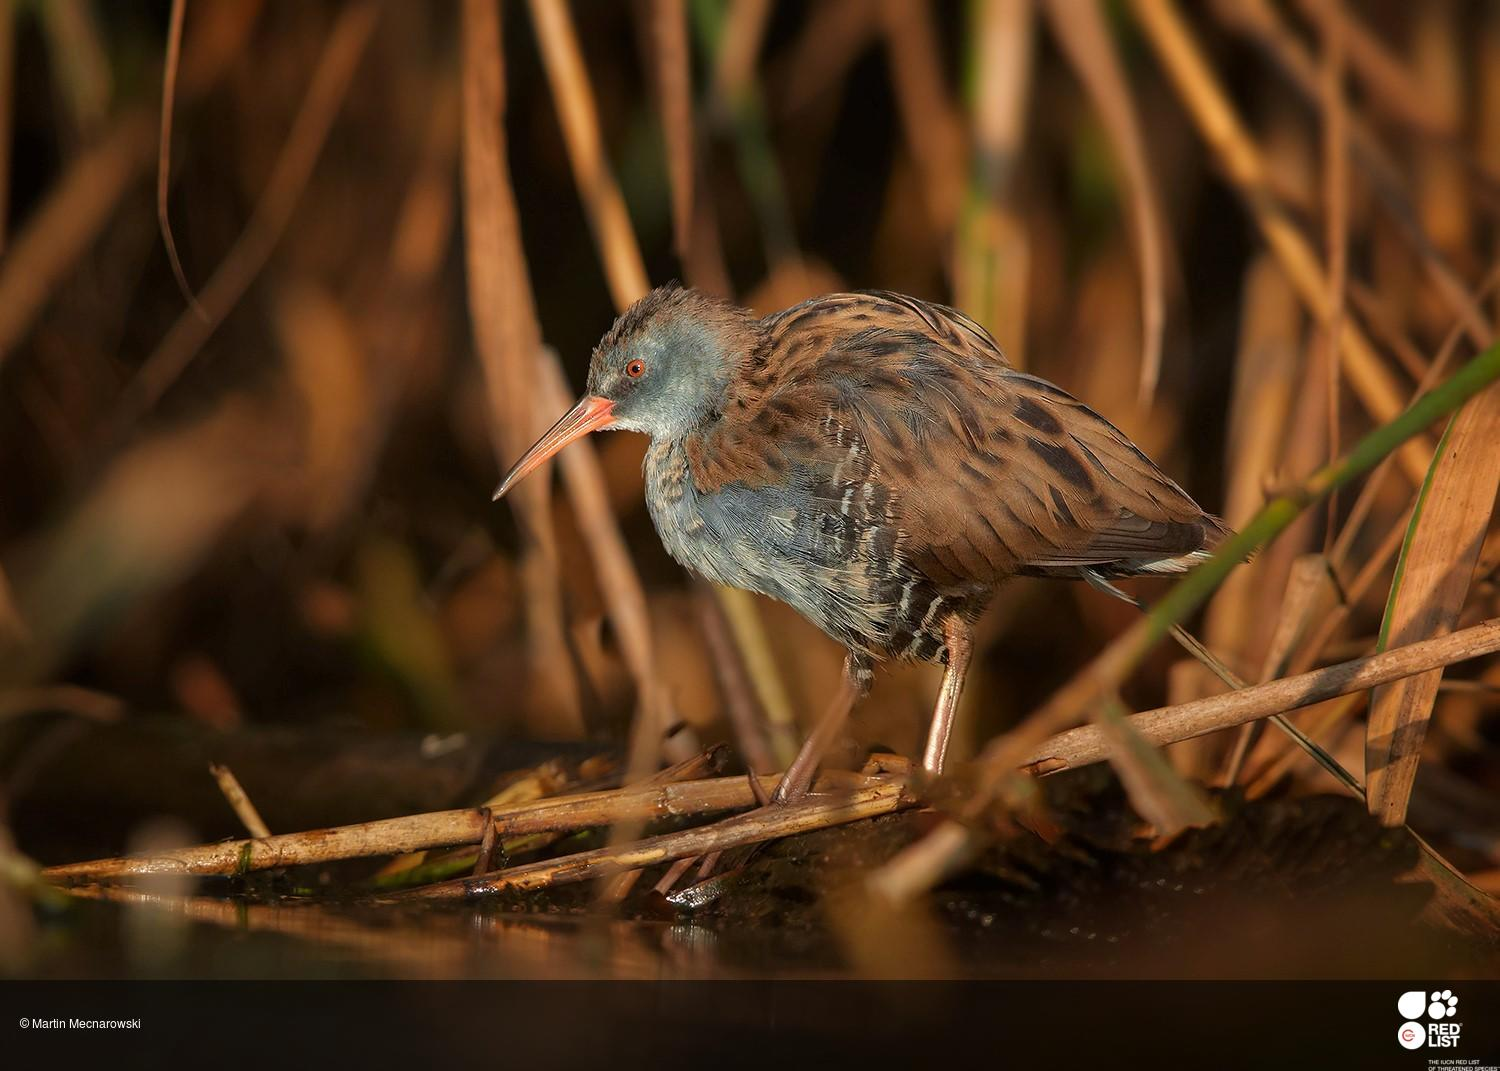 © Martin Mecnarowski
RED
LIST
THE IUCN RED LIST
OF THREATENED SPECIES